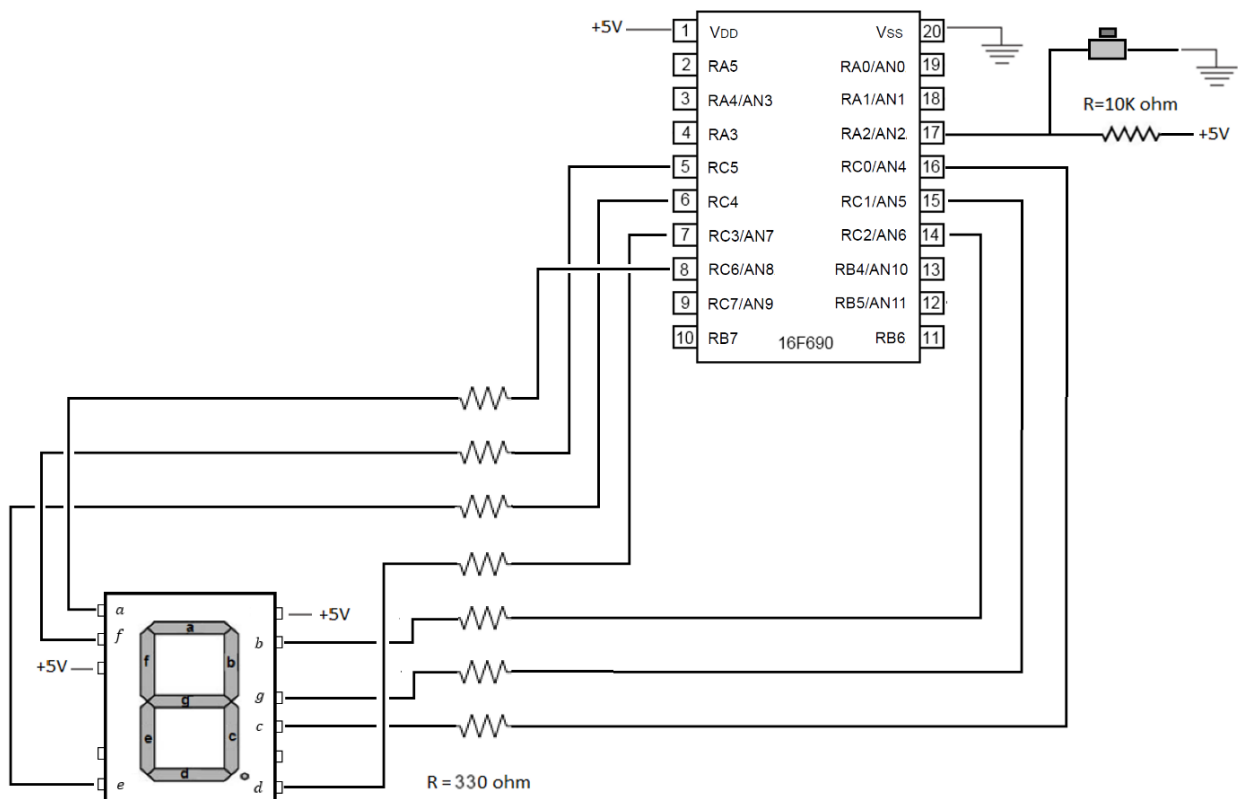 +5V 1 VDD VSS 20
2 RA5 RA0/AN0 19
3 RA4/AN3 RA1/AN1 18
R=10K ohm
4 RA3 RA2/AN2 17 +5V
5 RC5 RC0/AN4 16
6 RC4 RC1/AN5 15
7 RC3/AN7 RC2/AN6 14
8 RC6/AN8 RB4/AN10 13
9 RC7/AN9 RB5/AN11 12
10 RB7 16F690 RB6 11
a +5V
a
f b
f b
+5V
g g
c
e c
d
e d
R = 330 ohm